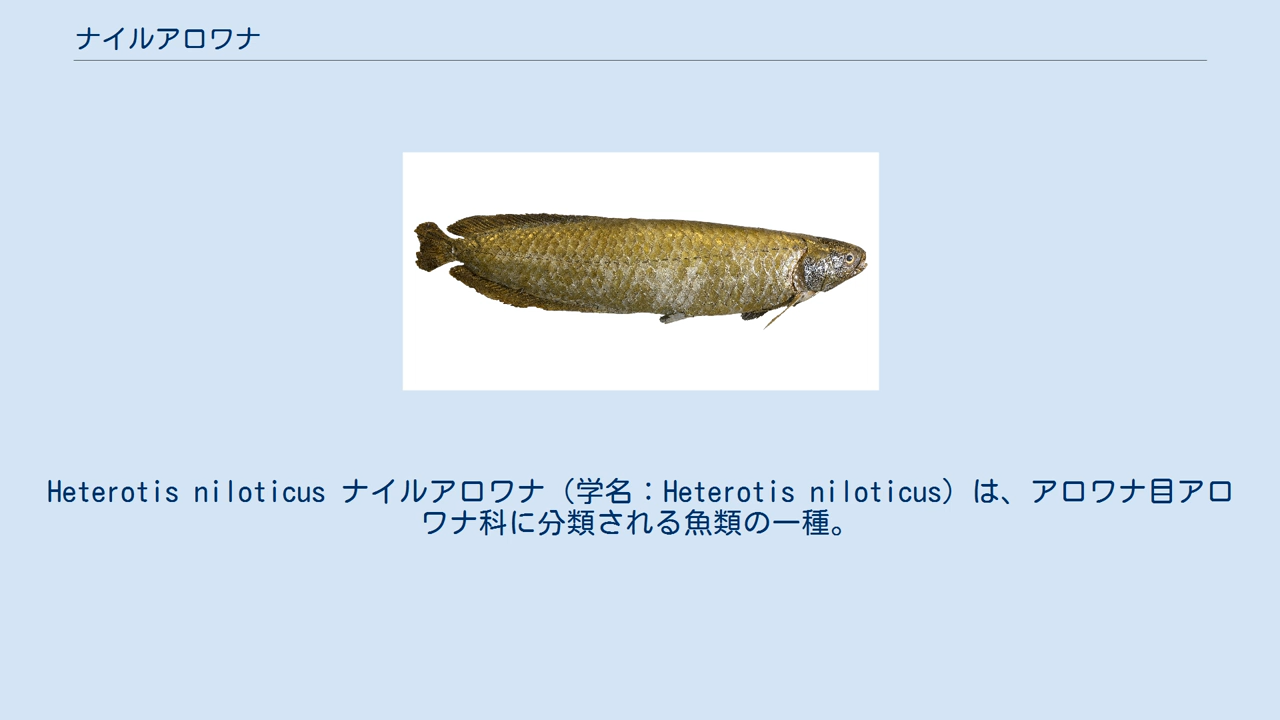 ナイルアロワナ
Heterotis niloticus ナイルアロワナ（学名：Heterotis niloticus）は、アロワナ目アロ
ワナ科に分類される魚類の一種。